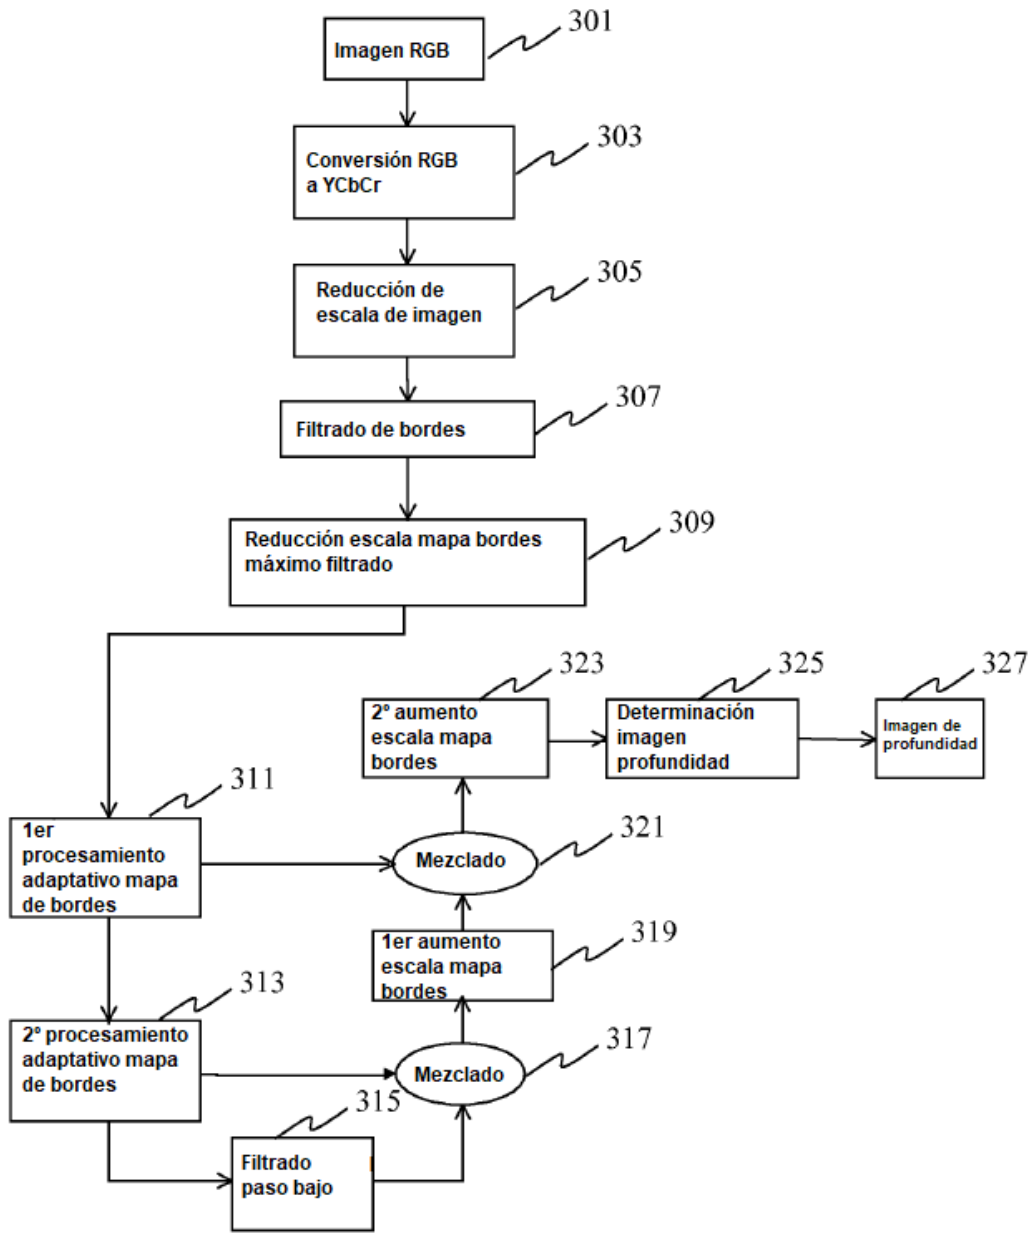 301
Imagen RGB
303
Conversión RGB
a YCbCr
305
Reducción de
escala de imagen
307
Filtrado de bordes
309
Reducción escala mapa bordes
máximo filtrado
323
2º aumento
escala mapa
bordes
325
Determinación
imagen
profundidad
327
Imagen de
profundidad
311
1er
procesamiento
adaptativo mapa
de bordes
321
Mezclado
319
1er aumento
escala mapa
bordes
313
2º procesamiento
adaptativo mapa
de bordes
317
Mezclado
315
Filtrado
paso bajo